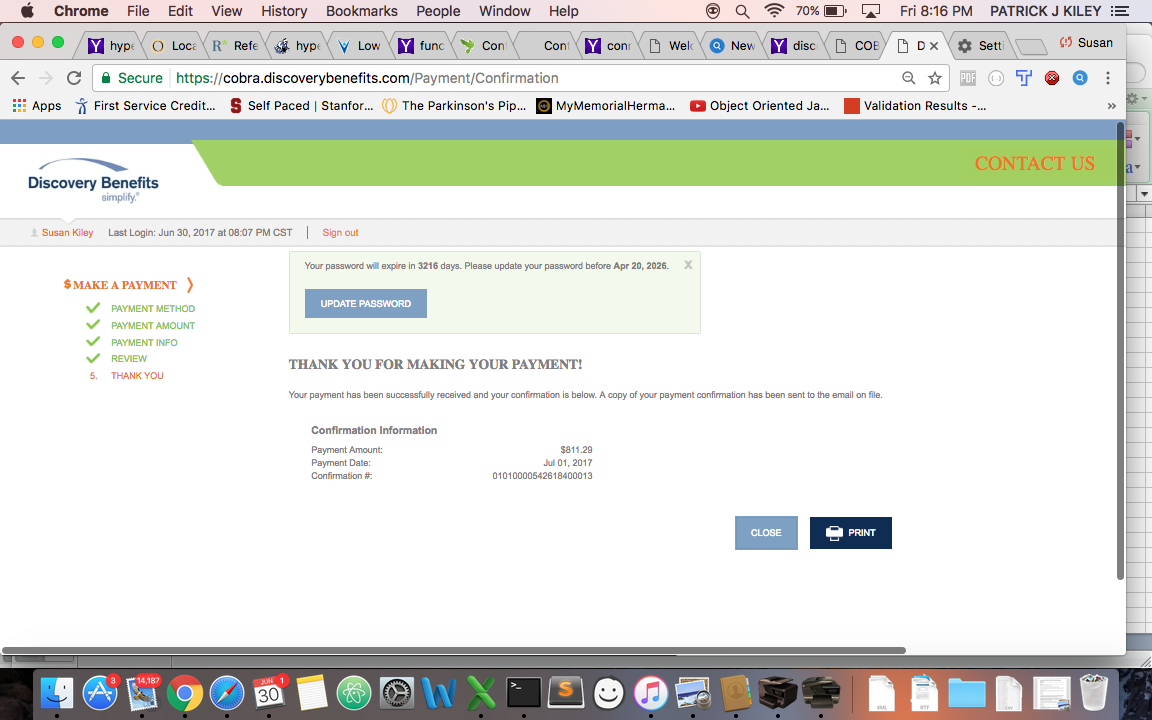 Chrome File Edit View History Bookmarks People Window Help 70% Fri 8:16 PM PATRICK J KILEY
hype Loca Refe hype Low func Con Cont conn Welc New disc COB D Setti Susan
Secure https://cobra.discoverybenefits.com/Payment/Confirmation
Apps First Service Credit... Self Paced | Stanfor... The Parkinson's Pip... MyMemorialHerma... Object Oriented Ja... Validation Results -...
CONTACT US
Discovery Benefits
simplify.®
Susan Kiley Last Login: Jun 30, 2017 at 08:07 PM CST Sign out
Your password will expire in 3216 days. Please update your password before Apr 20, 2026. X
UPDATE PASSWORD
$ MAKE A PAYMENT
PAYMENT METHOD
PAYMENT AMOUNT
PAYMENT INFO
REVIEW
5. THANK YOU
THANK YOU FOR MAKING YOUR PAYMENT!
Your payment has been successfully received and your confirmation is below. A copy of your payment confirmation has been sent to the email on file.
Confirmation Information
Payment Amount: $811.29
Payment Date: Jul 01, 2017
Confirmation #: 01010000542618400013
CLOSE PRINT
3 14,187 JUN 30 1